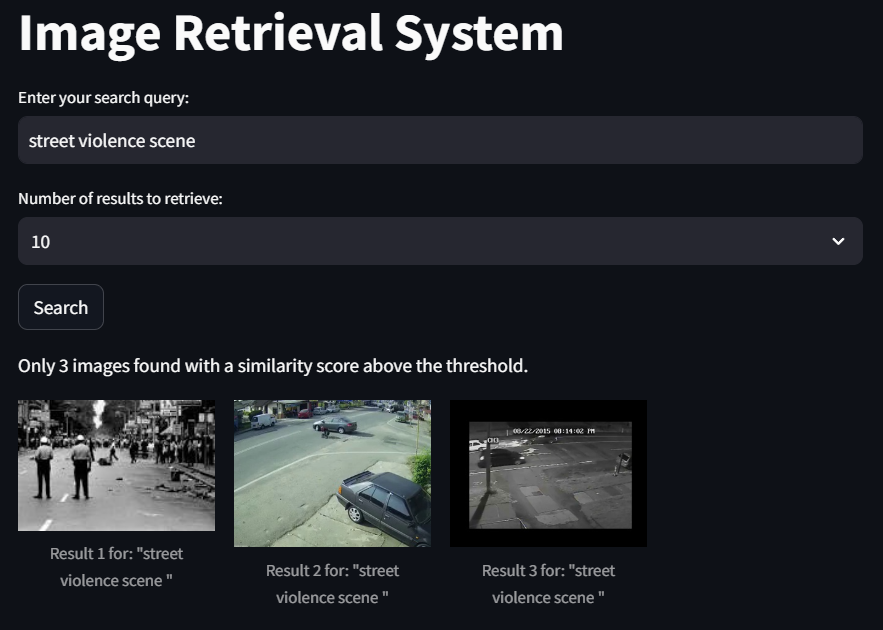 Image Retrieval System
Enter your search query:
street violence scene
Number of results to retrieve:
10
Search
Only 3 images found with a similarity score above the threshold.
08/22/2015 08:14:02 PM
CH3
Result 1 for: "street
violence scene "
Result 2 for: "street
violence scene "
Result 3 for: "street
violence scene "